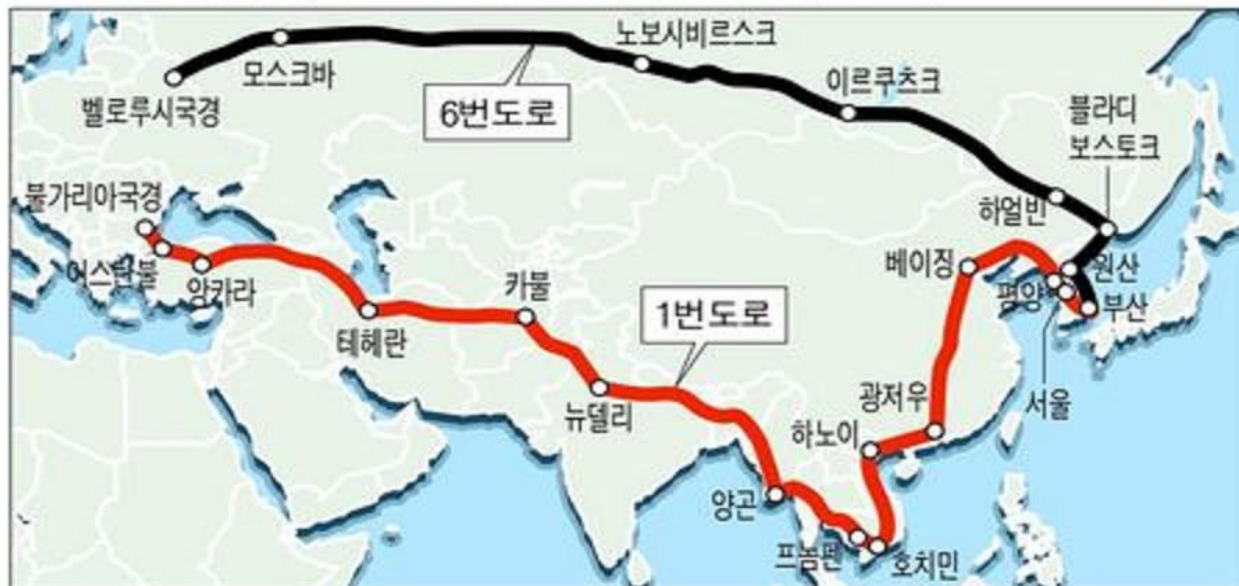 노보시비르스크
모스크바
벨로루시국경
6번도로
이르쿠츠크
블라디
보스토크
불가리아국경
하얼빈
이스탄불
앙카라
베이징
원산
평양
부산
카불
1번도로
테헤란
뉴델리
광저우
서울
하노이
양곤
프놈펜
호치민